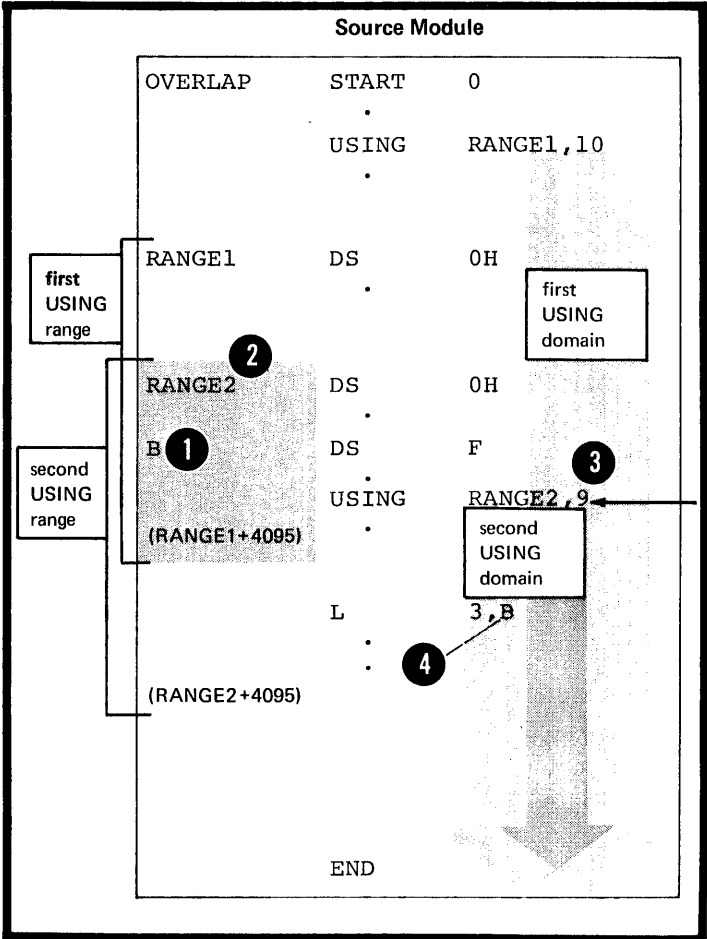 Source Module
OVERLAP START 0
.
USING RANGE1,10
.
RANGE1 DS 0H
.
first
USING
range
first
USING
domain
2
RANGE2 DS 0H
.
B 1 DS F
3
.
USING RANGE2,9
.
(RANGE1+4095)
second
USING
range
second
USING
domain
L 3,B
.
4
.
(RANGE2+4095)
END